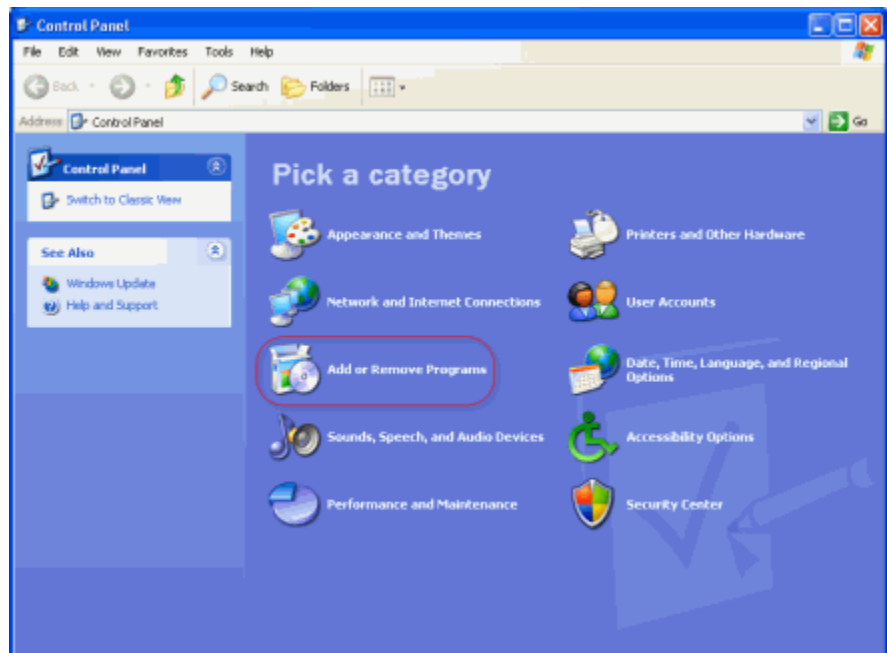 Control Panel
File Edit View Favorites Tools Help
Back Search Folders
Address Control Panel Go
Control Panel
Switch to Classic View
See Also
Windows Update
Help and Support
Pick a category
Appearance and Themes
Printers and Other Hardware
Network and Internet Connections
User Accounts
Add or Remove Programs
Date, Time, Language, and Regional
Options
Sounds, Speech, and Audio Devices
Accessibility Options
Performance and Maintenance
Security Center